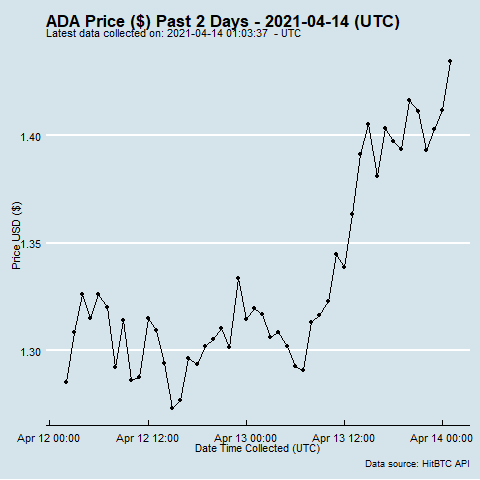 ADA Price ($) Past 2 Days - 2021-04-14 (UTC)
Latest data collected on: 2021-04-14 01:03:37 - UTC
1.40
1.35
1.30
Price USD ($)
Apr 12 00:00 Apr 12 12:00 Apr 13 00:00 Apr 13 12:00 Apr 14 00:00
Date Time Collected (UTC)
Data source: HitBTC API